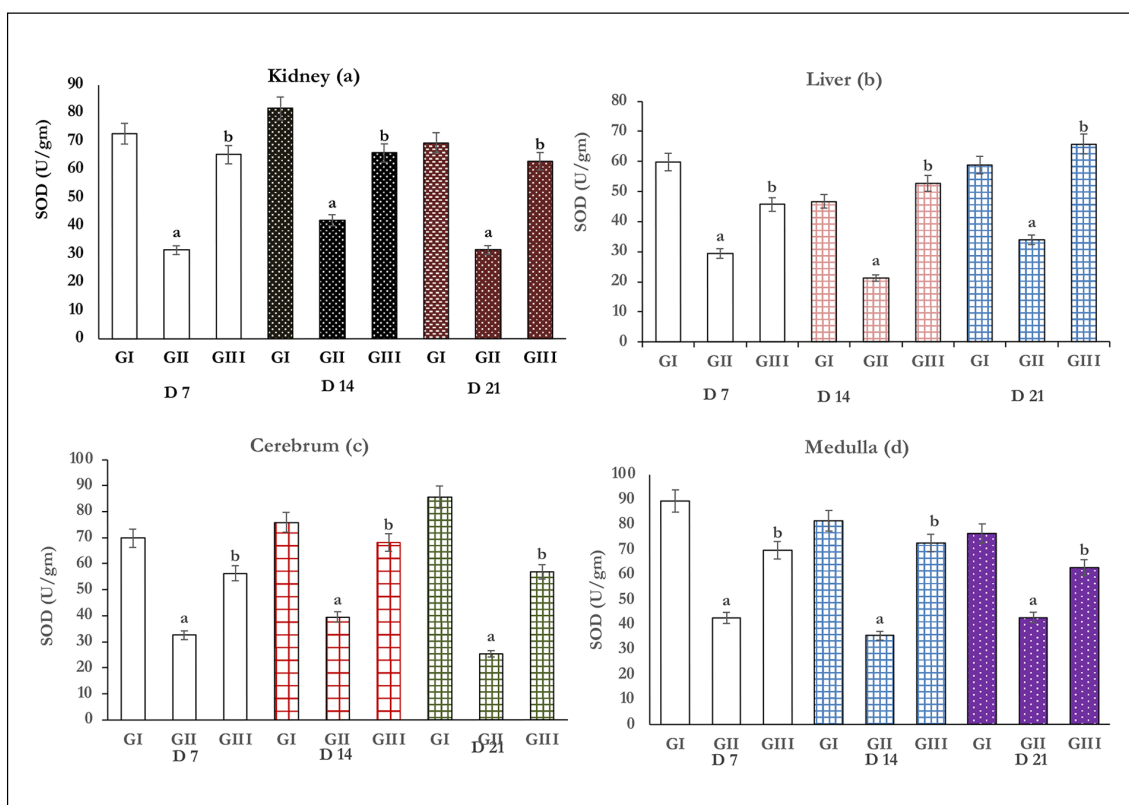 Kidney (a)
SOD (U/gm)
90
80
70
60
50
40
30
20
10
0
b
a
a
b
a
b
GI GII GIII GI GII GIII GI GII GIII
D 7 D 14 D 21
Liver (b)
SOD (U/gm)
80
70
60
50
40
30
20
10
0
a
b
a
b
a
b
GI GII GIII GI GII GIII GI GII GIII
D 7 D 14 D 21
Cerebrum (c)
SOD (U/gm)
100
90
80
70
60
50
40
30
20
10
0
a
b
a
b
a
b
GI GII GIII GI GII GIII GI GII GIII
D 7 D 14 D 21
Medulla (d)
SOD (U/gm)
100
90
80
70
60
50
40
30
20
10
0
a
b
a
b
a
b
GI GII GIII GI GII GIII GI GII GIII
D 7 D 14 D 21